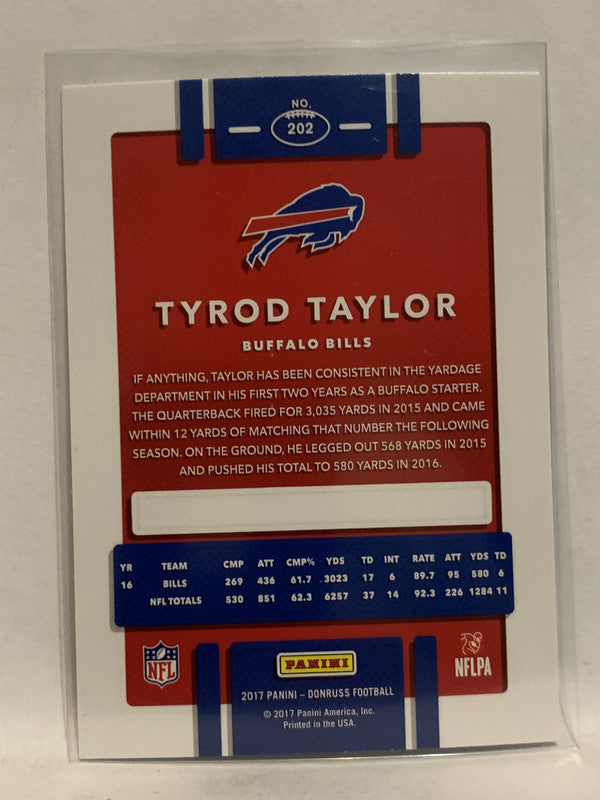 NO.
202
TYROD TAYLOR
BUFFALO BILLS
IF ANYTHING, TAYLOR HAS BEEN CONSISTENT IN THE YARDAGE
DEPARTMENT IN HIS FIRST TWO YEARS AS A BUFFALO STARTER.
THE QUARTERBACK FIRED FOR 3,035 YARDS IN 2015 AND CAME
WITHIN 12 YARDS OF MATCHING THAT NUMBER THE FOLLOWING
SEASON. ON THE GROUND, HE LEGGED OUT 568 YARDS IN 2015
AND PUSHED HIS TOTAL TO 580 YARDS IN 2016.
YR TEAM CMP ATT CMP% YDS TD INT RATE ATT YDS TD
16 BILLS 269 436 61.7 3023 17 6 89.7 95 580 6
NFL TOTALS 530 851 62.3 6257 37 14 92.3 226 1284 11
NFL
PANINI
NFLPA
2017 PANINI – DONRUSS FOOTBALL
© 2017 Panini America, Inc.
Printed in the USA.